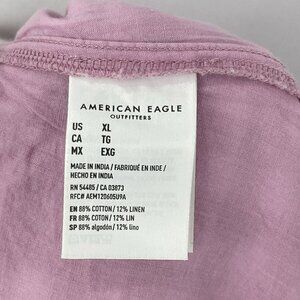 AMERICAN EAGLE
OUTFITTERS
US XL
CA TG
MX EXG
MADE IN INDIA / FABRIQUÉ EN INDE /
HECHO EN INDIA
RN 54485 / CA 03873
RFC# AEM120605U9A
EN 88% COTTON / 12% LINEN
FR 88% COTON / 12% LIN
SP 88% algodón / 12% lino